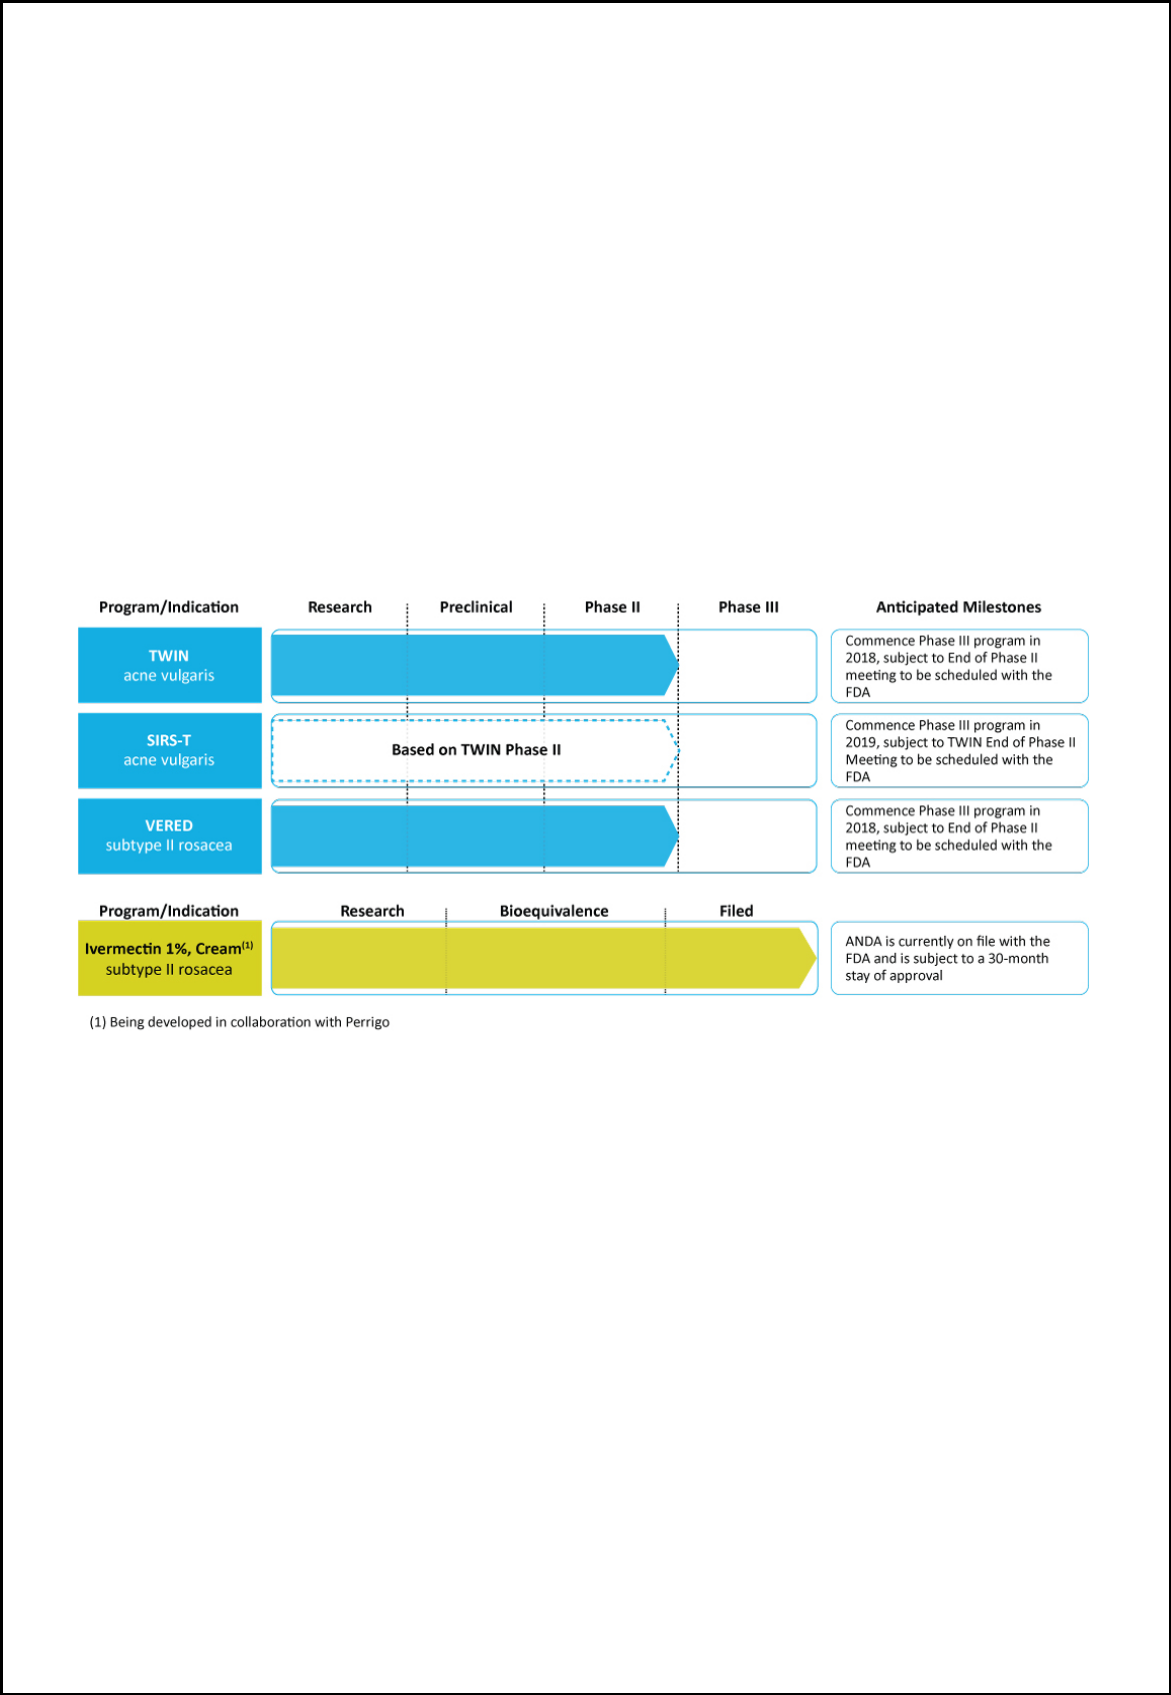 Program/Indication Research Preclinical Phase II Phase III Anticipated Milestones
TWIN
acne vulgaris
Commence Phase III program in
2018, subject to End of Phase II
meeting to be scheduled with the
FDA
SIRS-T
acne vulgaris
Based on TWIN Phase II
Commence Phase III program in
2019, subject to TWIN End of Phase II
Meeting to be scheduled with the
FDA
VERED
subtype II rosacea
Commence Phase III program in
2018, subject to End of Phase II
meeting to be scheduled with the
FDA
Program/Indication Research Bioequivalence Filed
Ivermectin 1%, Cream(1)
subtype II rosacea
ANDA is currently on file with the
FDA and is subject to a 30-month
stay of approval
(1) Being developed in collaboration with Perrigo